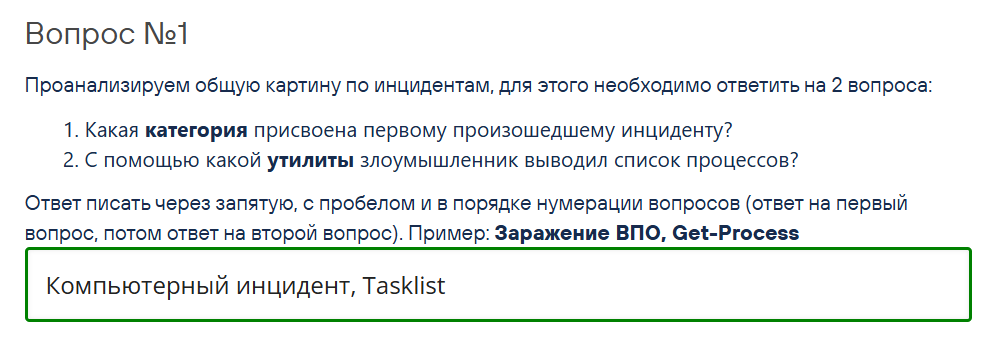 Вопрос №1
Проанализируем общую картину по инцидентам, для этого необходимо ответить на 2 вопроса:
1. Какая категория присвоена первому произошедшему инциденту?
2. С помощью какой утилиты злоумышленник выводил список процессов?
Ответ писать через запятую, с пробелом и в порядке нумерации вопросов (ответ на первый
вопрос, потом ответ на второй вопрос). Пример: Заражение ВПО, Get-Process
Компьютерный инцидент, Tasklist